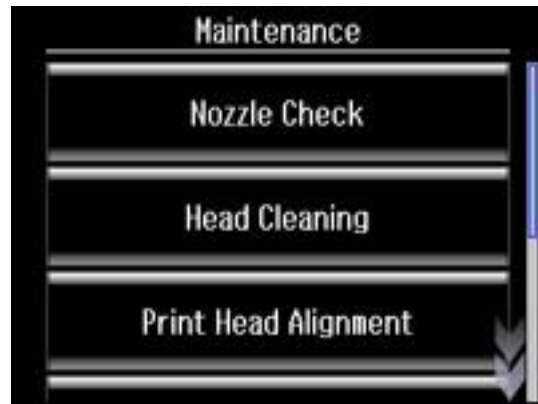 Maintenance
Nozzle Check
Head Cleaning
Print Head Alignment